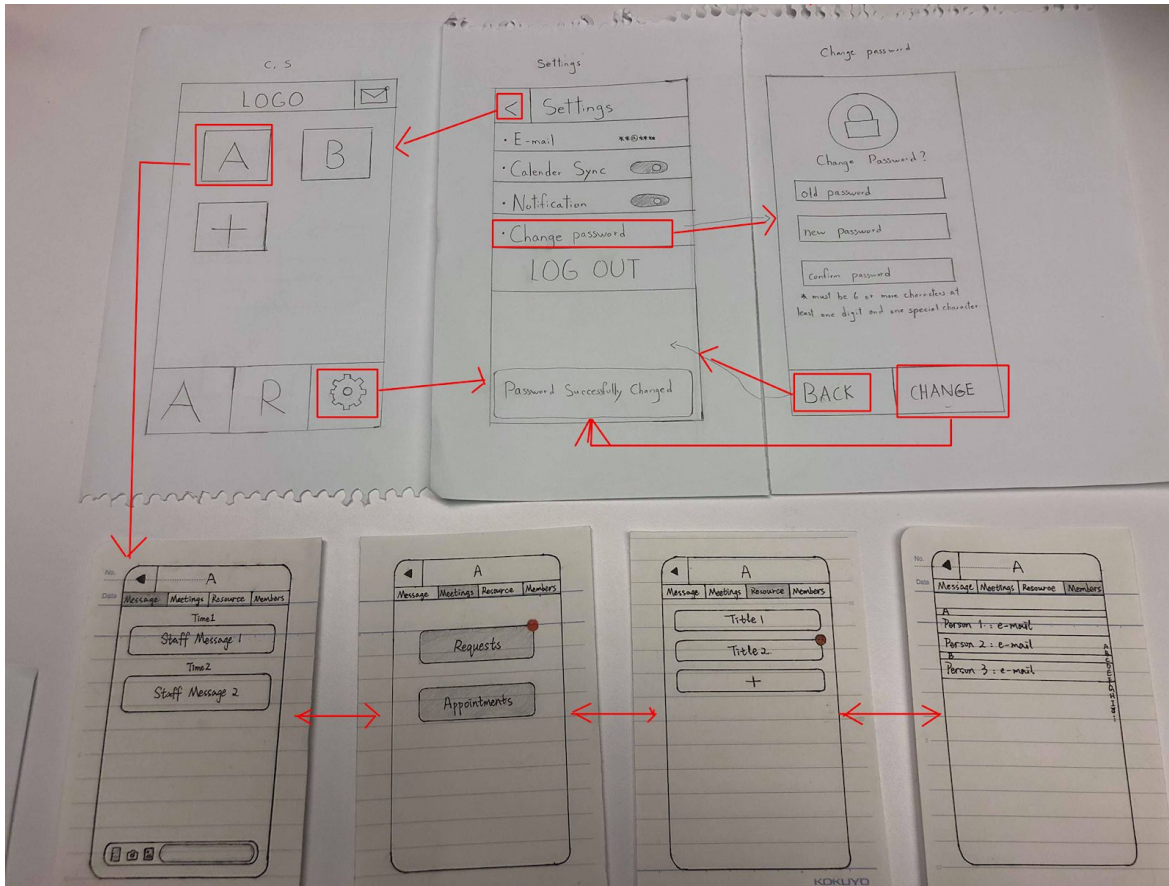 C. S
LOGO
A
B
+
A
R
Settings
< Settings
• E-mail **@***
• Calender Sync
• Notification
• Change password
LOG OUT
Password Successfully Changed
Change password
Change Password?
old password
new password
confirm password
* must be 6 or more characters at
least one digit and one special character.
BACK
CHANGE
No.
Date
A
Message Meetings Resource Members
Time1
Staff Message 1
Time2
Staff Message 2
A
Message Meetings Resource Members
Requests
Appointments
A
Message Meetings Resource Members
Title 1
Title 2
+
KOKUYO
No.
Date
A
Message Meetings Resource Members
A
Person 1 : e-mail
Person 2 : e-mail
B
Person 3 : e-mail